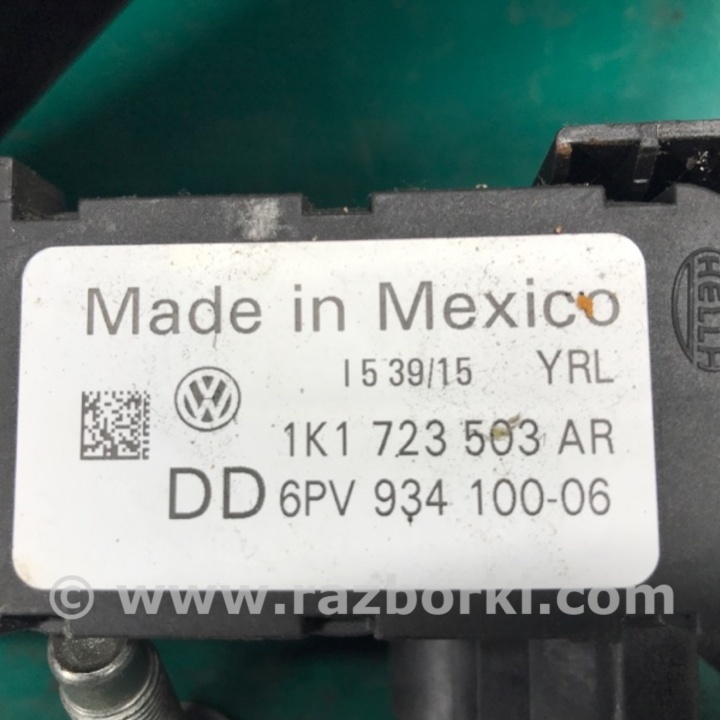 Made in Mexico
I5 39/15 YRL
1K1 723 503 AR
DD 6PV 934 100-06
HELLA
© www.razborki.com